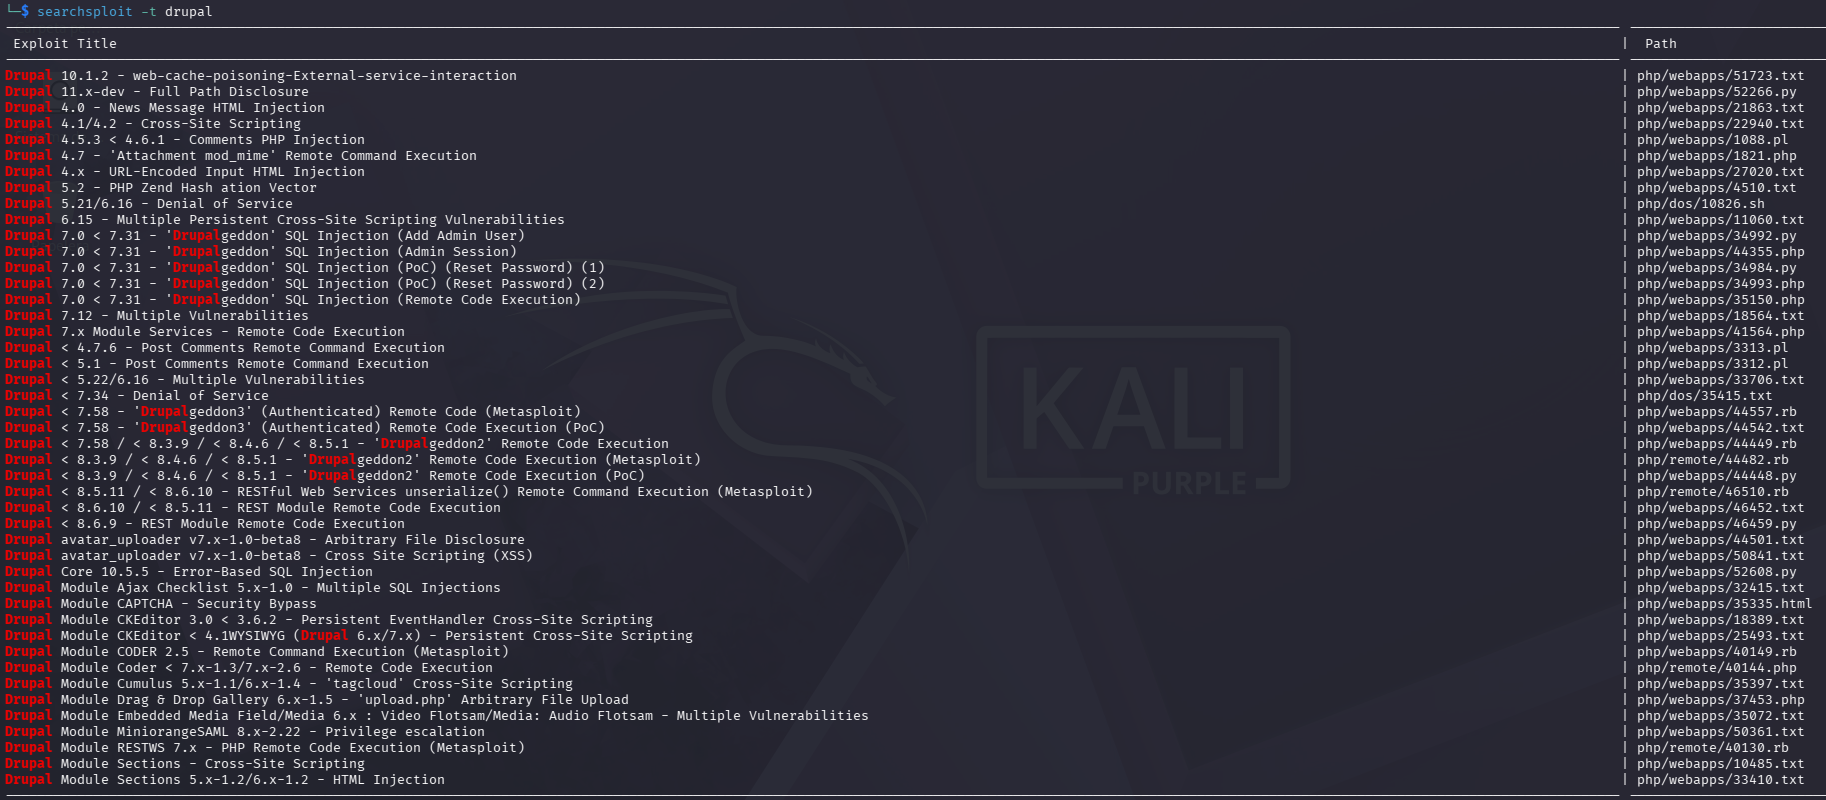 └─$ searchsploit -t drupal
Exploit Title | Path
Drupal 10.1.2 - web-cache-poisoning-External-service-interaction | php/webapps/51723.txt
Drupal 11.x-dev - Full Path Disclosure | php/webapps/52266.py
Drupal 4.0 - News Message HTML Injection | php/webapps/21863.txt
Drupal 4.1/4.2 - Cross-Site Scripting | php/webapps/22940.txt
Drupal 4.5.3 < 4.6.1 - Comments PHP Injection | php/webapps/1088.pl
Drupal 4.7 - 'Attachment mod_mime' Remote Command Execution | php/webapps/1821.php
Drupal 4.x - URL-Encoded Input HTML Injection | php/webapps/27020.txt
Drupal 5.2 - PHP Zend Hash ation Vector | php/webapps/4510.txt
Drupal 5.21/6.16 - Denial of Service | php/dos/10826.sh
Drupal 6.15 - Multiple Persistent Cross-Site Scripting Vulnerabilities | php/webapps/11060.txt
Drupal 7.0 < 7.31 - 'Drupalgeddon' SQL Injection (Add Admin User) | php/webapps/34992.py
Drupal 7.0 < 7.31 - 'Drupalgeddon' SQL Injection (Admin Session) | php/webapps/44355.php
Drupal 7.0 < 7.31 - 'Drupalgeddon' SQL Injection (PoC) (Reset Password) (1) | php/webapps/34984.py
Drupal 7.0 < 7.31 - 'Drupalgeddon' SQL Injection (PoC) (Reset Password) (2) | php/webapps/34993.php
Drupal 7.0 < 7.31 - 'Drupalgeddon' SQL Injection (Remote Code Execution) | php/webapps/35150.php
Drupal 7.12 - Multiple Vulnerabilities | php/webapps/18564.txt
Drupal 7.x Module Services - Remote Code Execution | php/webapps/41564.php
Drupal < 4.7.6 - Post Comments Remote Command Execution | php/webapps/3313.pl
Drupal < 5.1 - Post Comments Remote Command Execution | php/webapps/3312.pl
Drupal < 5.22/6.16 - Multiple Vulnerabilities | php/webapps/33706.txt
Drupal < 7.34 - Denial of Service | php/dos/35415.txt
Drupal < 7.58 - 'Drupalgeddon3' (Authenticated) Remote Code (Metasploit) | php/webapps/44557.rb
Drupal < 7.58 - 'Drupalgeddon3' (Authenticated) Remote Code Execution (PoC) | php/webapps/44542.txt
Drupal < 7.58 / < 8.3.9 / < 8.4.6 / < 8.5.1 - 'Drupalgeddon2' Remote Code Execution | php/webapps/44449.rb
Drupal < 8.3.9 / < 8.4.6 / < 8.5.1 - 'Drupalgeddon2' Remote Code Execution (Metasploit) | php/remote/44482.rb
Drupal < 8.3.9 / < 8.4.6 / < 8.5.1 - 'Drupalgeddon2' Remote Code Execution (PoC) | php/webapps/44448.py
Drupal < 8.5.11 / < 8.6.10 - RESTful Web Services unserialize() Remote Command Execution (Metasploit) | php/remote/46510.rb
Drupal < 8.6.10 / < 8.5.11 - REST Module Remote Code Execution | php/webapps/46452.txt
Drupal < 8.6.9 - REST Module Remote Code Execution | php/webapps/46459.py
Drupal avatar_uploader v7.x-1.0-beta8 - Arbitrary File Disclosure | php/webapps/44501.txt
Drupal avatar_uploader v7.x-1.0-beta8 - Cross Site Scripting (XSS) | php/webapps/50841.txt
Drupal Core 10.5.5 - Error-Based SQL Injection | php/webapps/52608.py
Drupal Module Ajax Checklist 5.x-1.0 - Multiple SQL Injections | php/webapps/32415.txt
Drupal Module CAPTCHA - Security Bypass | php/webapps/35335.html
Drupal Module CKEditor 3.0 < 3.6.2 - Persistent EventHandler Cross-Site Scripting | php/webapps/18389.txt
Drupal Module CKEditor < 4.1WYSIWYG (Drupal 6.x/7.x) - Persistent Cross-Site Scripting | php/webapps/25493.txt
Drupal Module CODER 2.5 - Remote Command Execution (Metasploit) | php/webapps/40149.rb
Drupal Module Coder < 7.x-1.3/7.x-2.6 - Remote Code Execution | php/remote/40144.php
Drupal Module Cumulus 5.x-1.1/6.x-1.4 - 'tagcloud' Cross-Site Scripting | php/webapps/35397.txt
Drupal Module Drag & Drop Gallery 6.x-1.5 - 'upload.php' Arbitrary File Upload | php/webapps/37453.php
Drupal Module Embedded Media Field/Media 6.x : Video Flotsam/Media: Audio Flotsam - Multiple Vulnerabilities | php/webapps/35072.txt
Drupal Module MiniorangeSAML 8.x-2.22 - Privilege escalation | php/webapps/50361.txt
Drupal Module RESTWS 7.x - PHP Remote Code Execution (Metasploit) | php/remote/40130.rb
Drupal Module Sections - Cross-Site Scripting | php/webapps/10485.txt
Drupal Module Sections 5.x-1.2/6.x-1.2 - HTML Injection | php/webapps/33410.txt
KALI
PURPLE